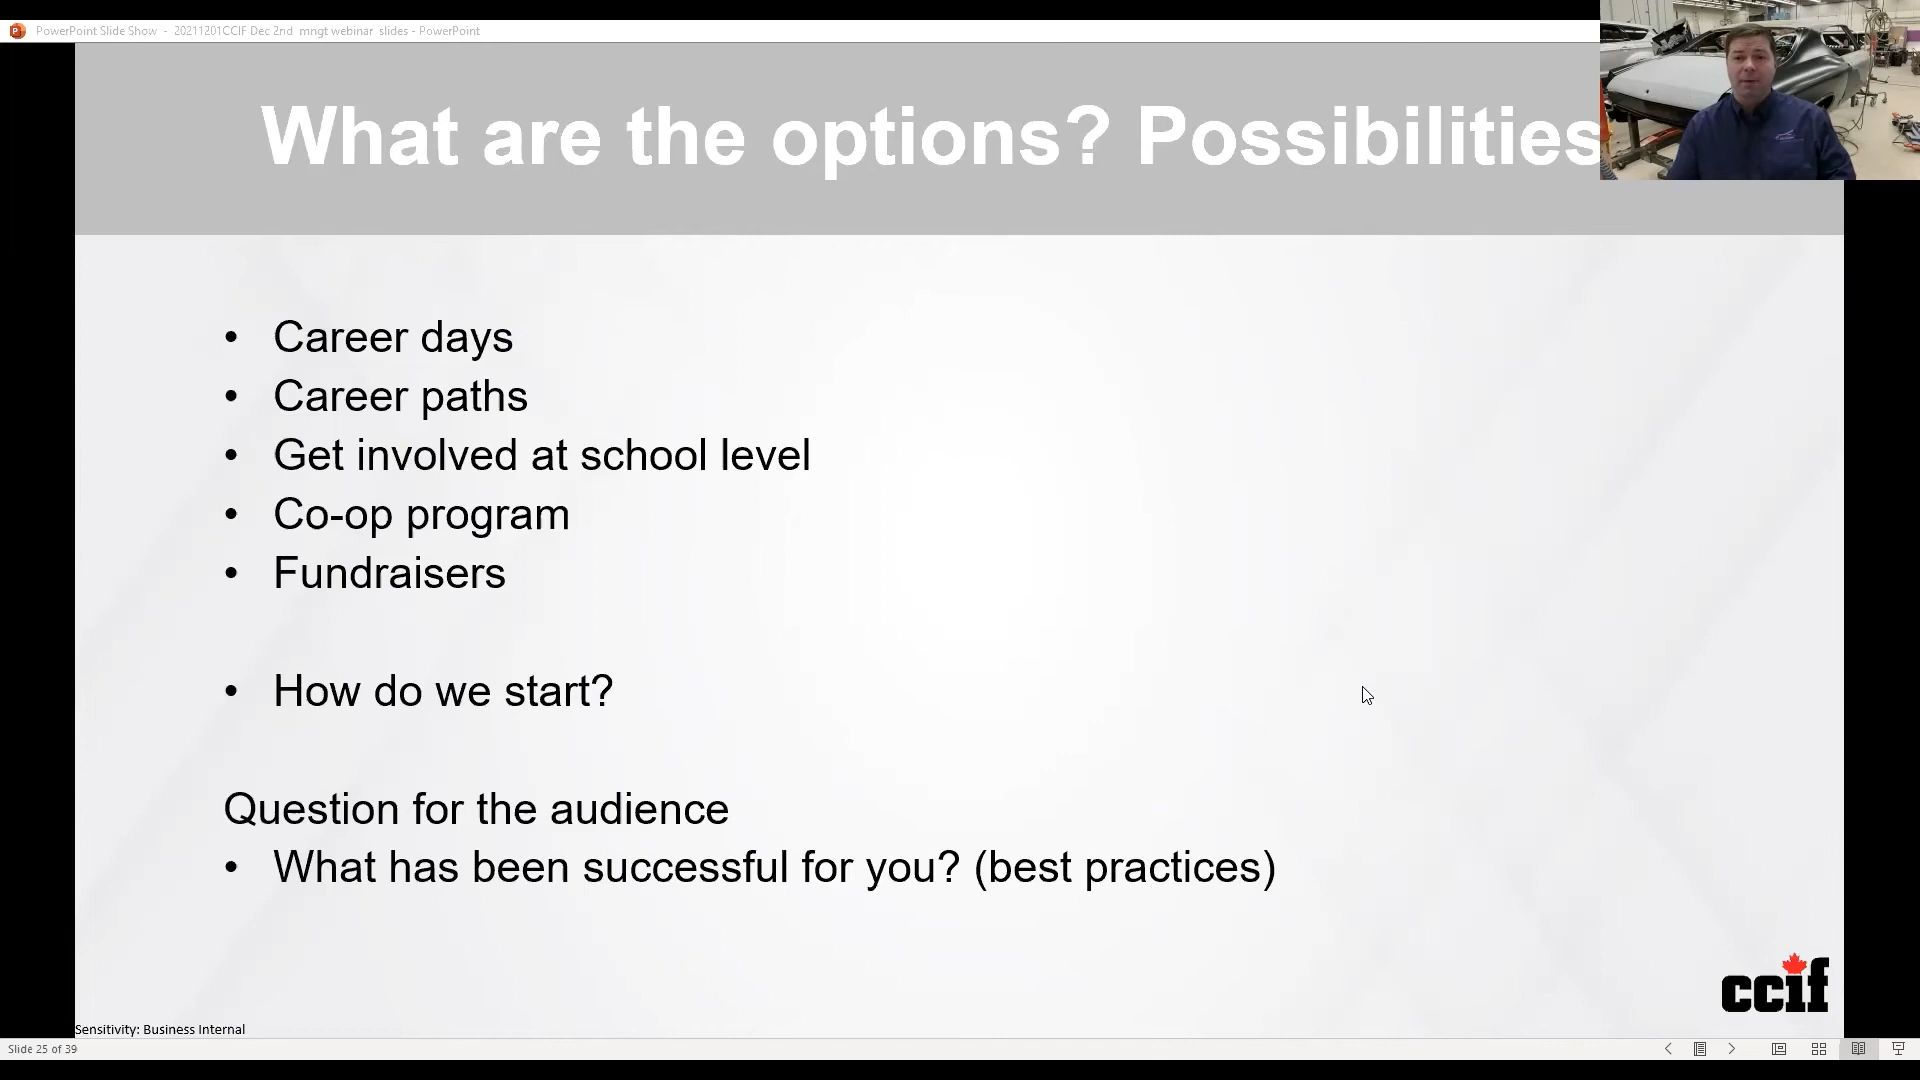 PowerPoint Slide Show - 20211201CCIF Dec 2nd mngt webinar slides - PowerPoint
What are the options? Possibilities
• Career days
• Career paths
• Get involved at school level
• Co-op program
• Fundraisers
• How do we start?
Question for the audience
• What has been successful for you? (best practices)
ccif
Sensitivity: Business Internal
Slide 25 of 39